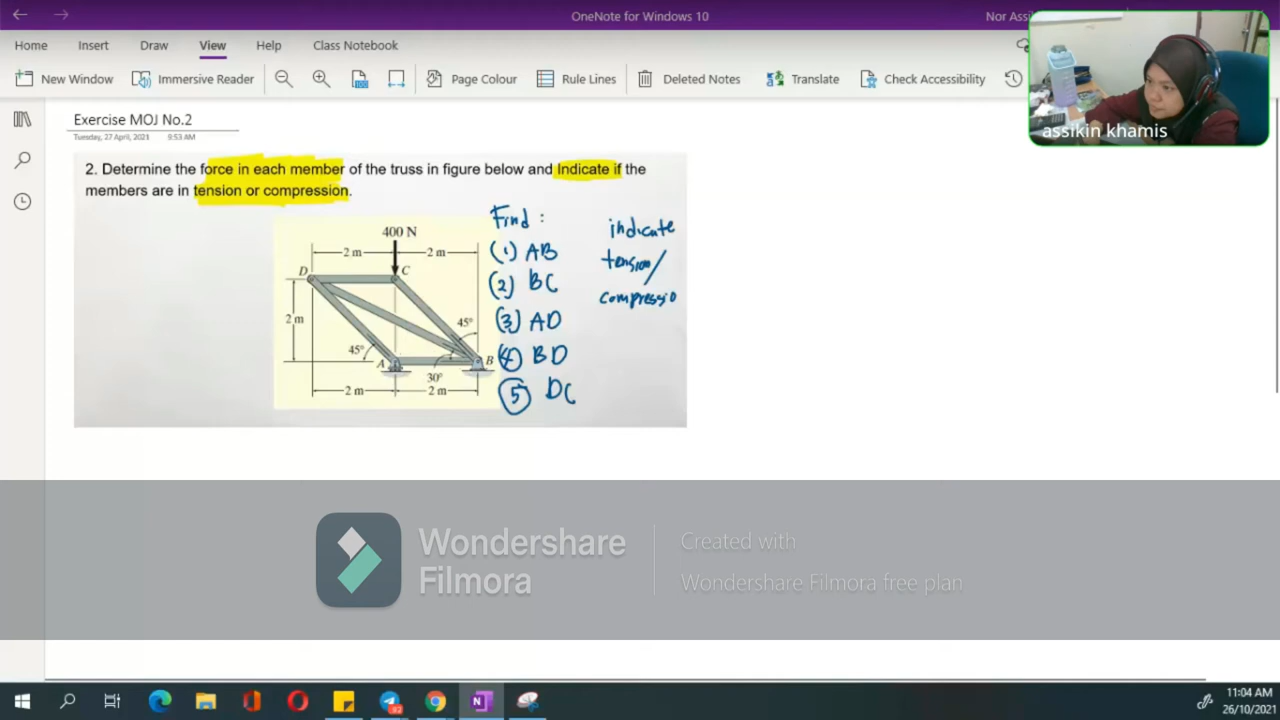 OneNote for Windows 10
Nor Assi
Home Insert Draw View Help Class Notebook
New Window Immersive Reader Page Colour Rule Lines Deleted Notes Translate Check Accessibility
assikin khamis
Exercise MOJ No.2
Tuesday, 27 April, 2021 9:53 AM
2. Determine the force in each member of the truss in figure below and Indicate if the
members are in tension or compression.
400 N
2 m 2 m
D C
2 m
45°
45°
A B
30°
2 m 2 m
Find :
(1) AB
(2) BC
(3) AD
(4) BD
(5) DC
indicate
tension/
compressio
Wondershare
Filmora
Created with
Wondershare Filmora free plan
11:04 AM
26/10/2021